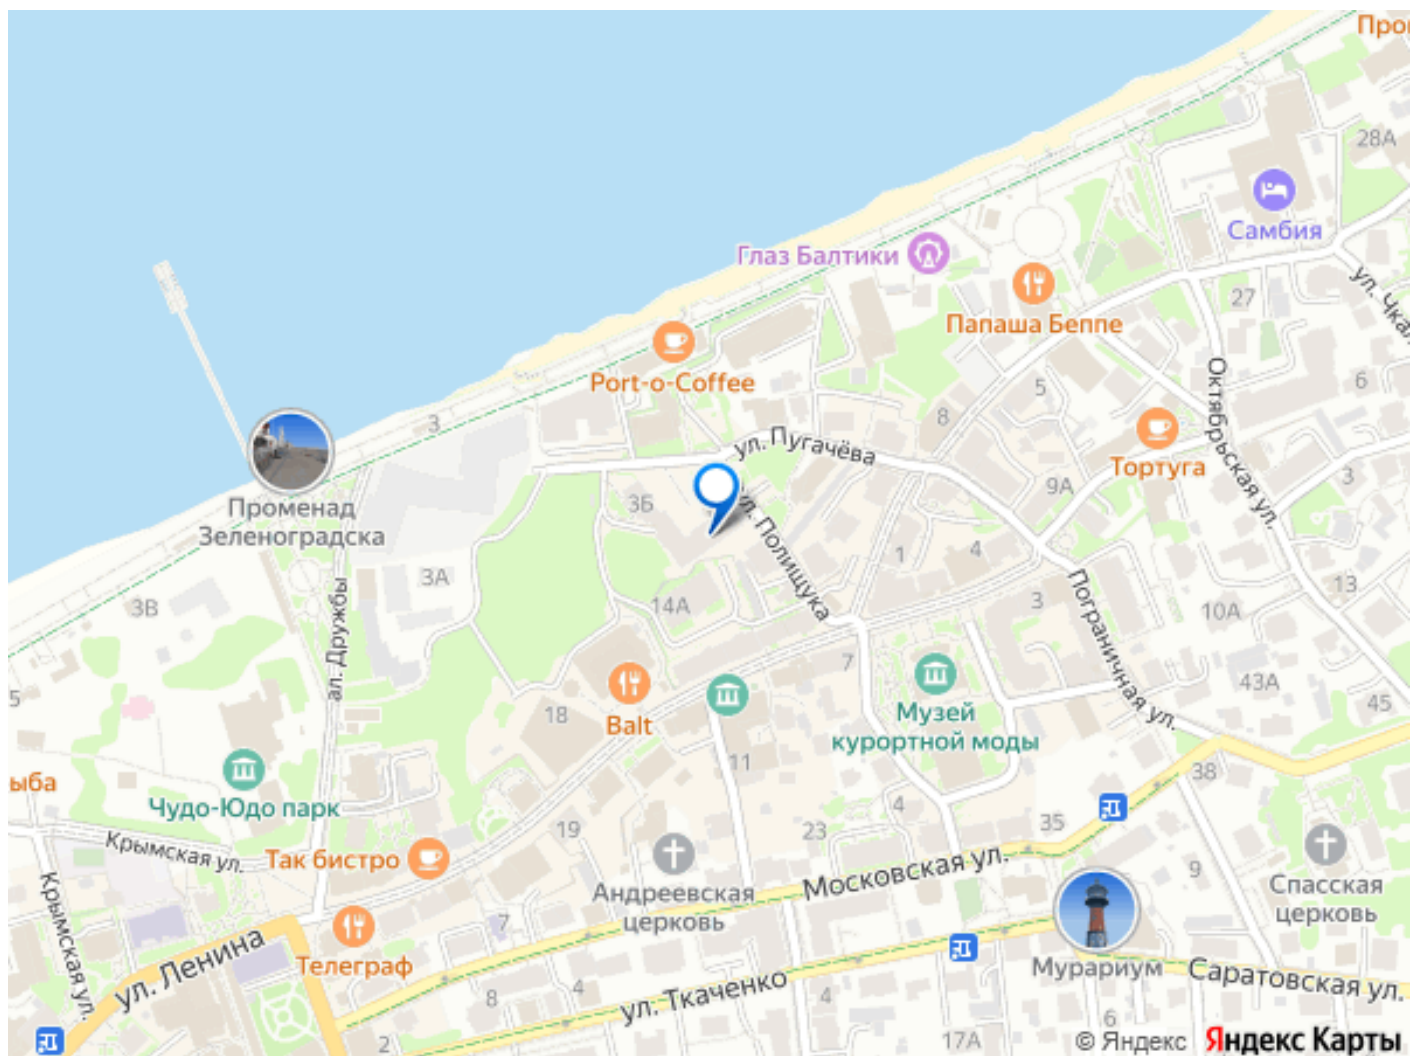 Про
28А
Самбия
Глаз Балтики
27
ул. Чкал
Папаша Беппе
Port-o-Coffee
5
6
Октябрьская ул.
3
8
ул. Пугачёва
Тортуга
3
9А
Променад
Зеленоградска
3Б
ул. Полищука
1
4
3А
13
3В
14А
3
10А
ал. Дружбы
Пограничная ул.
7
43А
5
45
18
Balt
Музей
курортной моды
11
38
ыба
Чудо-Юдо парк
4
19
23
35
Крымская ул.
Так бистро
9
Крымская ул.
Андреевская
церковь
Московская ул.
Спасская
церковь
7
ул. Ленина
Телеграф
Мурариум
Саратовская ул.
8
4
ул. Ткаченко
4
6
2
17А
© Яндекс Яндекс Карты